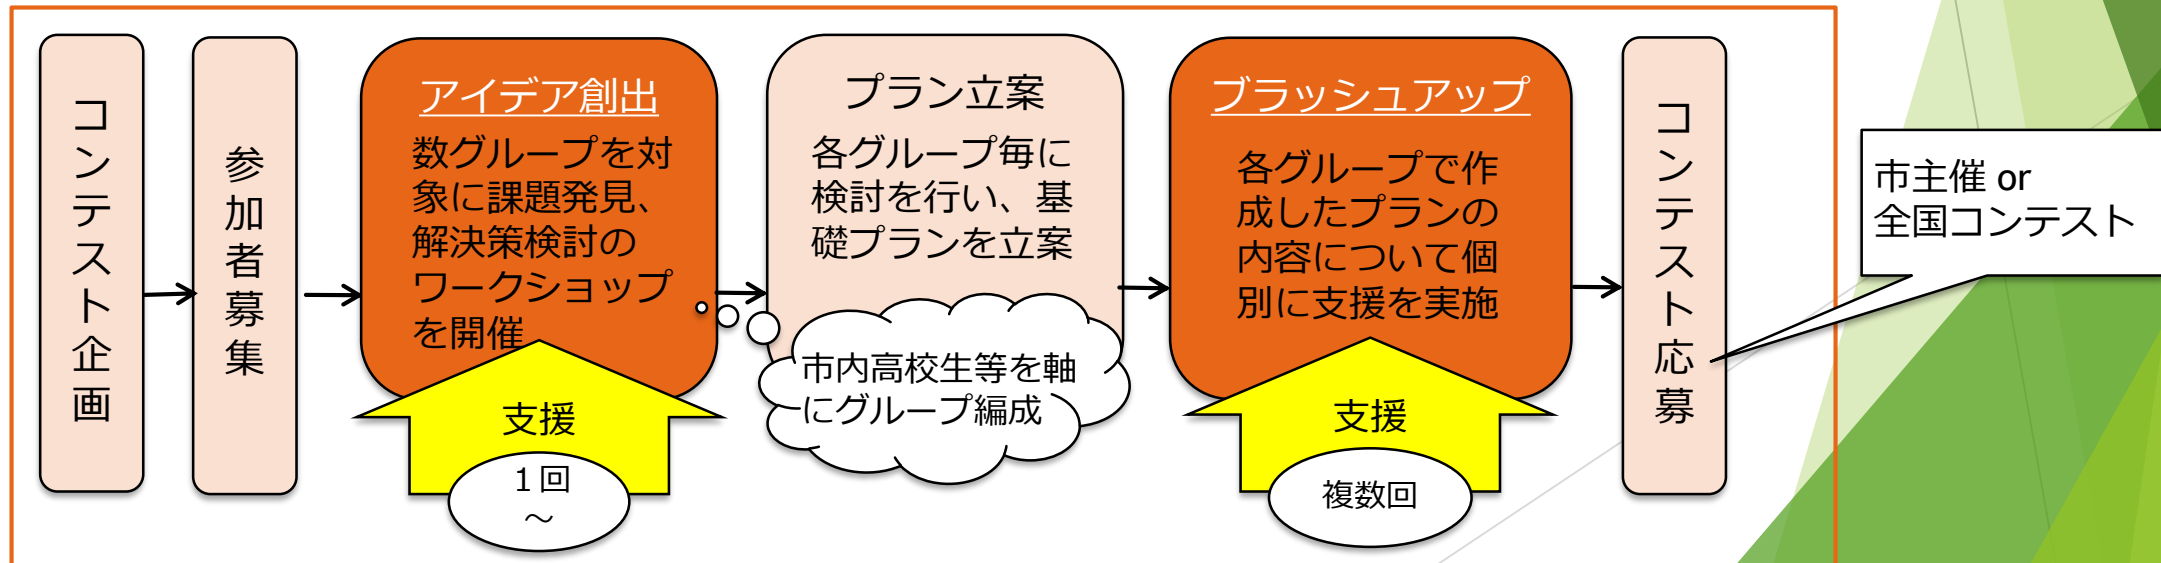 コンテスト企画
参加者募集
アイデア創出
数グループを対
象に課題発見、
解決策検討の
ワークショップ
を開催
支援
１回
～
プラン立案
各グループ毎に
検討を行い、基
礎プランを立案
市内高校生等を軸
にグループ編成
ブラッシュアップ
各グループで作
成したプランの
内容について個
別に支援を実施
支援
複数回
コンテスト応募
市主催 or
全国コンテスト